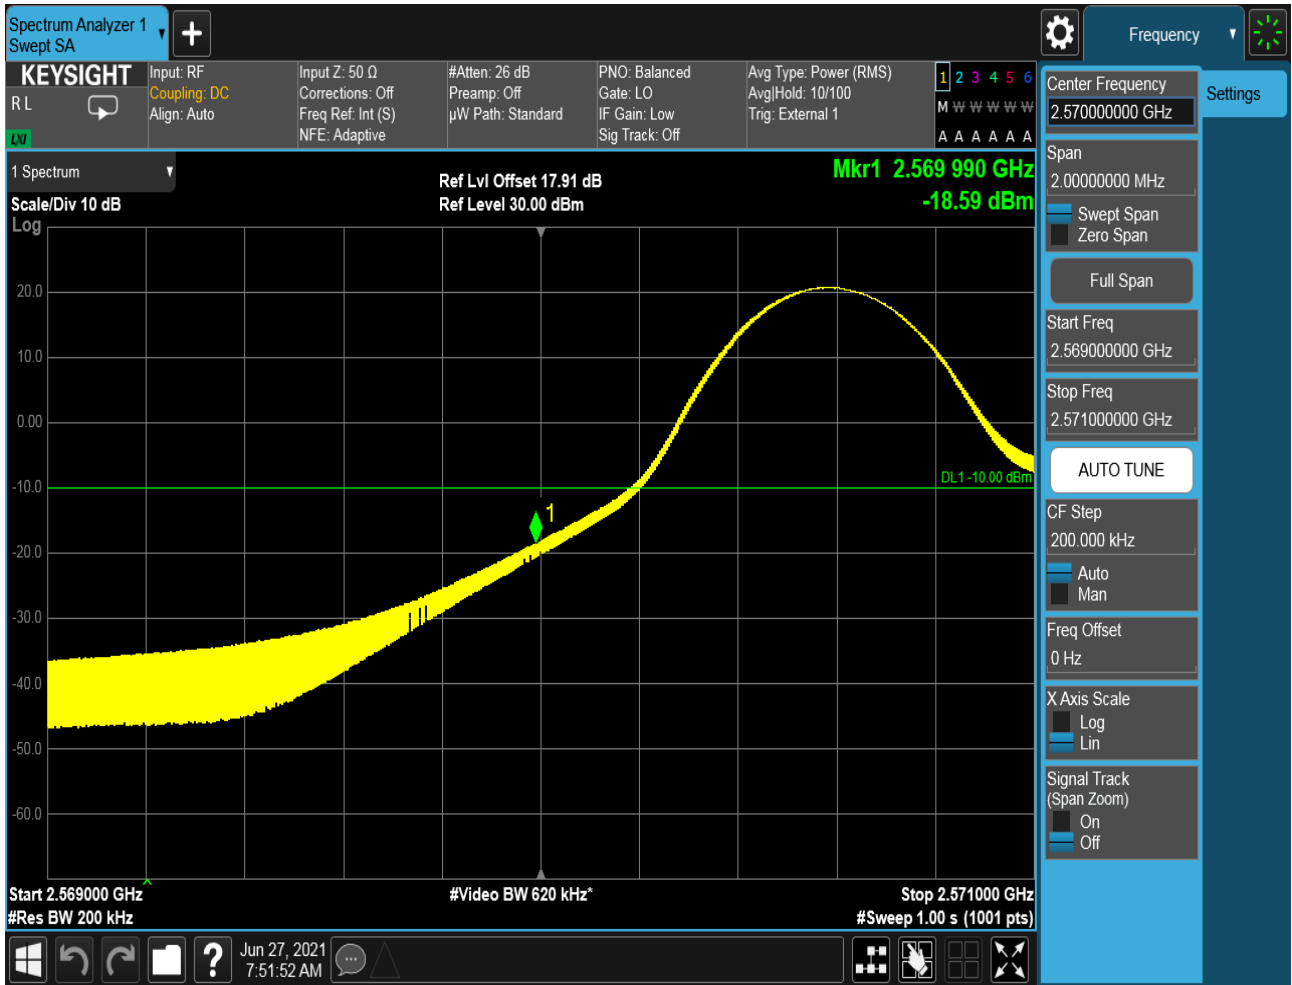 Spectrum Analyzer 1
Swept SA
Frequency
KEYSIGHT
R L
LXI
Input: RF
Coupling: DC
Align: Auto
Input Z: 50 Ω
Corrections: Off
Freq Ref: Int (S)
NFE: Adaptive
#Atten: 26 dB
Preamp: Off
µW Path: Standard
PNO: Balanced
Gate: LO
IF Gain: Low
Sig Track: Off
Avg Type: Power (RMS)
Avg|Hold: 10/100
Trig: External 1
1 2 3 4 5 6
M W W W W W
A A A A A A
1 Spectrum
Scale/Div 10 dB
Log
Ref Lvl Offset 17.91 dB
Ref Level 30.00 dBm
Mkr1 2.569 990 GHz
-18.59 dBm
20.0
10.0
0.00
-10.0
-20.0
-30.0
-40.0
-50.0
-60.0
DL1 -10.00 dBm
1
Start 2.569000 GHz
#Res BW 200 kHz
#Video BW 620 kHz*
Stop 2.571000 GHz
#Sweep 1.00 s (1001 pts)
Center Frequency
2.570000000 GHz
Settings
Span
2.00000000 MHz
Swept Span
Zero Span
Full Span
Start Freq
2.569000000 GHz
Stop Freq
2.571000000 GHz
AUTO TUNE
CF Step
200.000 kHz
Auto
Man
Freq Offset
0 Hz
X Axis Scale
Log
Lin
Signal Track
(Span Zoom)
On
Off
?
Jun 27, 2021
7:51:52 AM